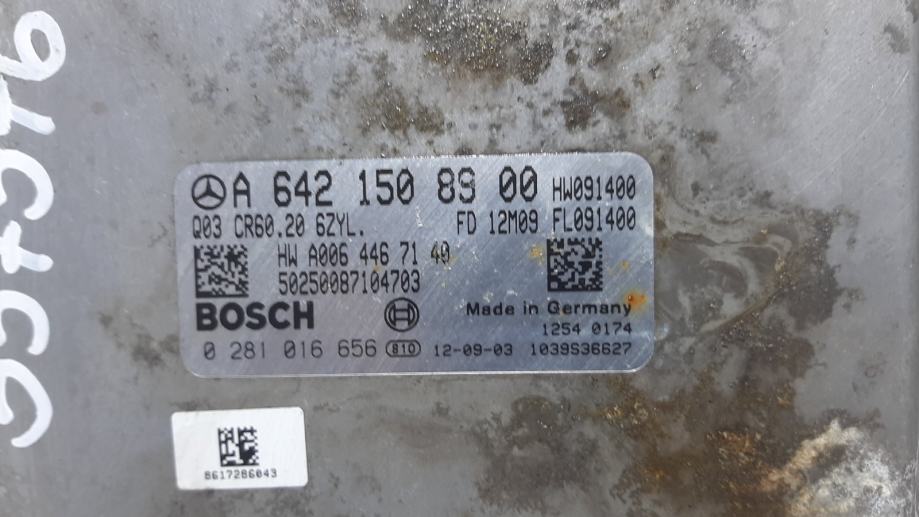 A 642 150 89 00 HW091400
Q03 CR60.20 6ZYL. FD 12M09 FL091400
HW A006 446 71 40
50250087104703
BOSCH
Made in Germany
1254 0174
0 281 016 656 810 12-09-03 1039S36627
8617286043